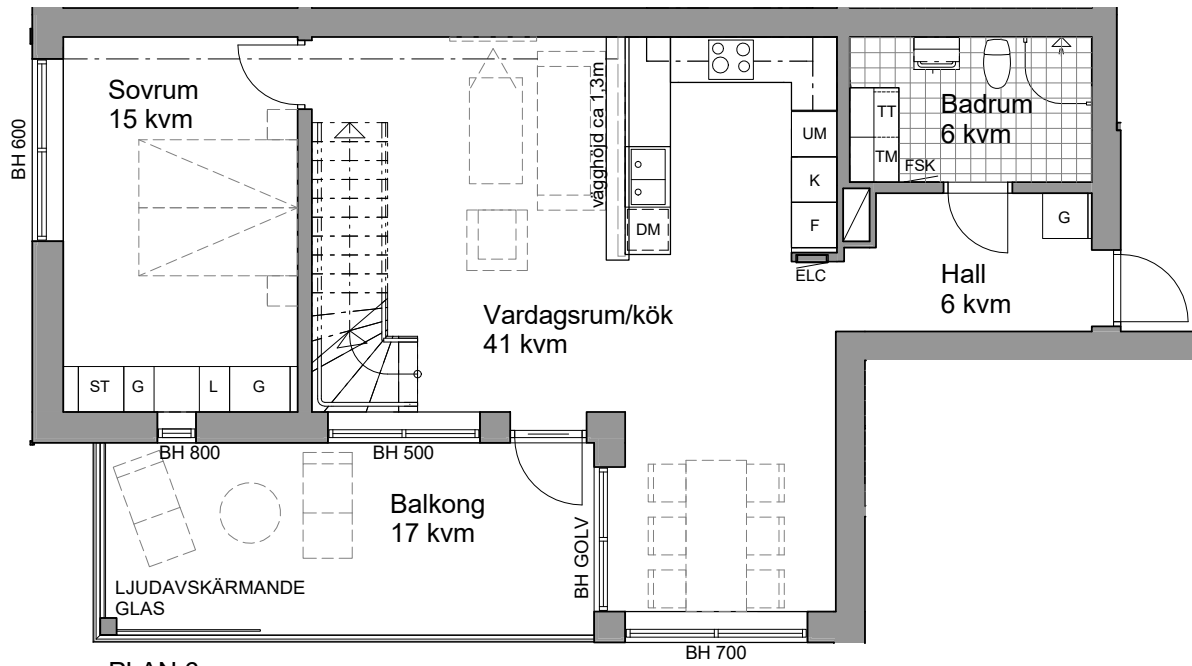 Sovrum
15 kvm
BH 600
vägghöjd ca 1,3m
UM
K
F
DM
ELC
TT
TM
Badrum
6 kvm
FSK
G
Hall
6 kvm
Vardagsrum/kök
41 kvm
ST
G
L
G
BH 800
BH 500
Balkong
17 kvm
BH GOLV
LJUDAVSKÄRMANDE
GLAS
BH 700